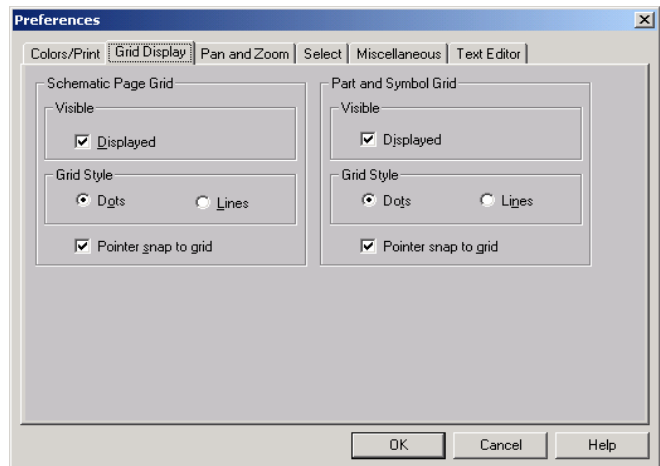 Preferences
Colors/Print Grid Display Pan and Zoom Select Miscellaneous Text Editor
Schematic Page Grid
Visible
Displayed
Grid Style
Dots Lines
Pointer snap to grid
Part and Symbol Grid
Visible
Displayed
Grid Style
Dots Lines
Pointer snap to grid
OK Cancel Help